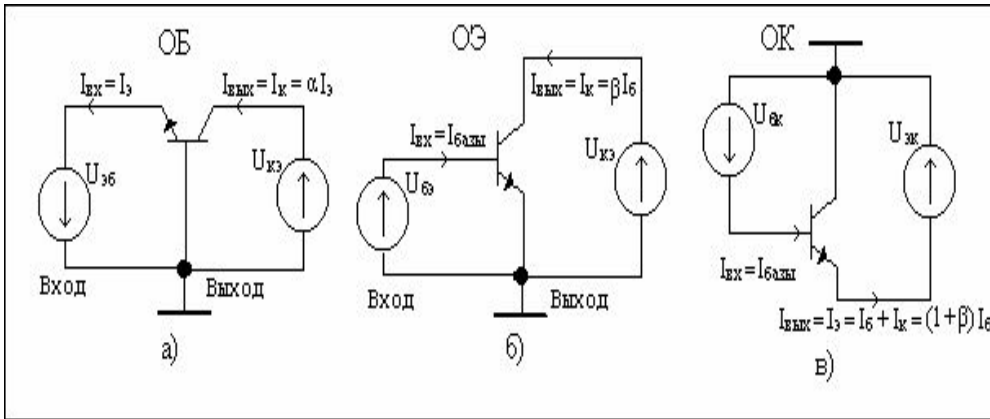 ОБ
Iвх=Iэ
Iвых=Iк=αIэ
Uэб
Uкэ
Вход
Выход
а)
ОЭ
Iвых=Iк=βIб
Iвх=Iбазы
Uбэ
Uкэ
Вход
Выход
б)
ОК
Uбк
Uэк
Iвх=Iбазы
Iвых=Iэ=Iб+Iк=(1+β)Iб
в)